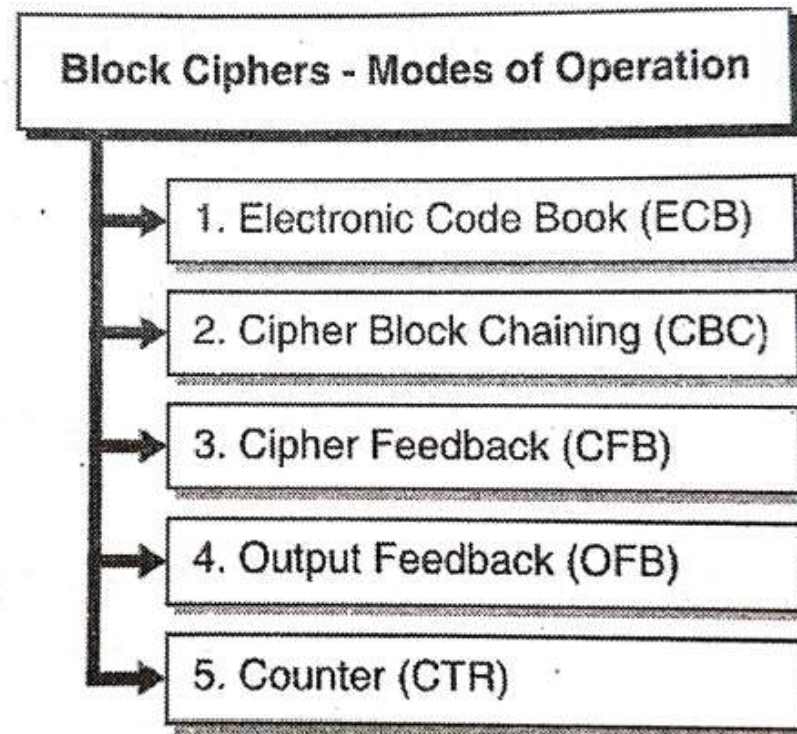 Block Ciphers - Modes of Operation
1. Electronic Code Book (ECB)
2. Cipher Block Chaining (CBC)
3. Cipher Feedback (CFB)
4. Output Feedback (OFB)
5. Counter (CTR)